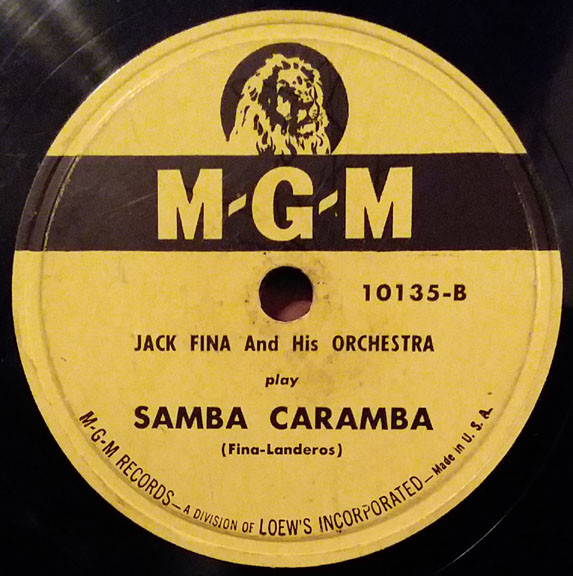 M-G-M
10135-B
JACK FINA And His ORCHESTRA
play
SAMBA CARAMBA
(Fina-Landeros)
M-G-M RECORDS—A DIVISION OF LOEW'S INCORPORATED—Made in U. S. A.